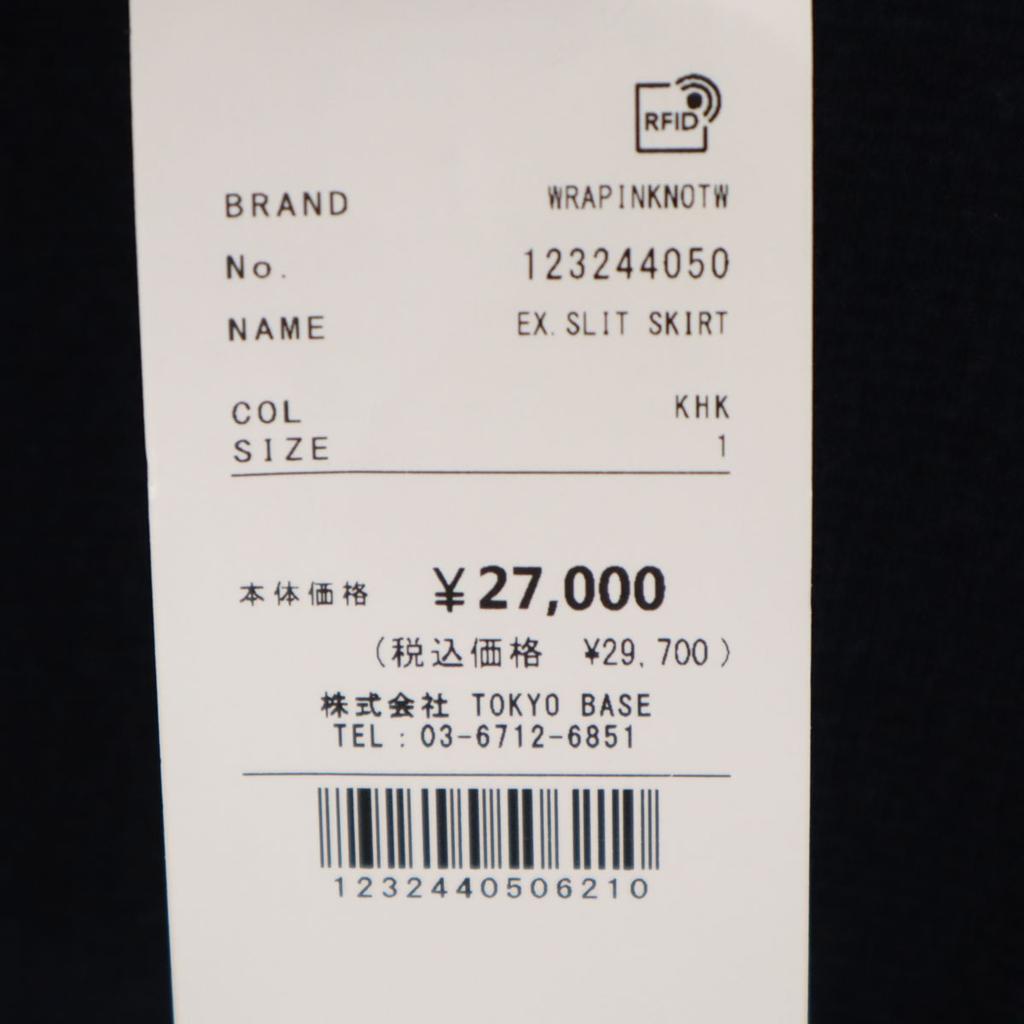 RFID
BRAND WRAPINKNOTW
No. 123244050
NAME EX.SLIT SKIRT
COL KHK
SIZE 1
本体価格 ¥27,000
(税込価格 ¥29,700)
株式会社 TOKYO BASE
TEL:03-6712-6851
1232440506210